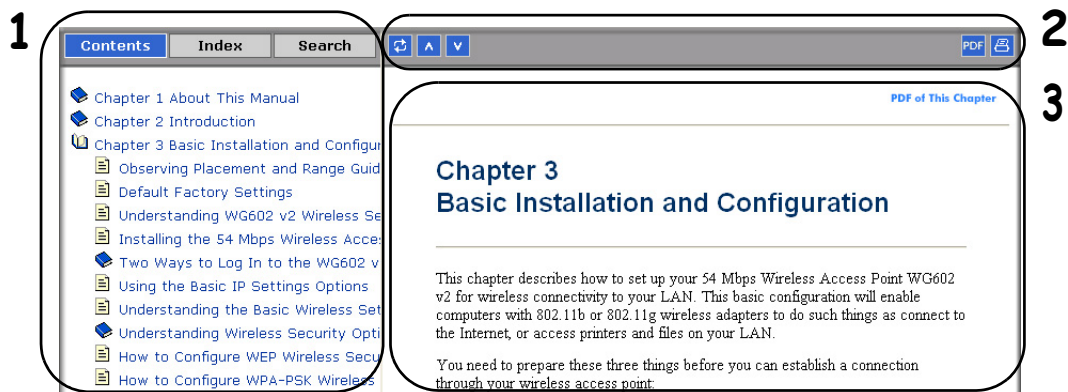 1
2
3
Contents Index Search
PDF
Chapter 1 About This Manual
Chapter 2 Introduction
Chapter 3 Basic Installation and Configur
Observing Placement and Range Guid
Default Factory Settings
Understanding WG602 v2 Wireless Se
Installing the 54 Mbps Wireless Acce
Two Ways to Log In to the WG602 v
Using the Basic IP Settings Options
Understanding the Basic Wireless Set
Understanding Wireless Security Opti
How to Configure WEP Wireless Secu
How to Configure WPA-PSK Wireless
PDF of This Chapter
Chapter 3
Basic Installation and Configuration
This chapter describes how to set up your 54 Mbps Wireless Access Point WG602
v2 for wireless connectivity to your LAN. This basic configuration will enable
computers with 802.11b or 802.11g wireless adapters to do such things as connect to
the Internet, or access printers and files on your LAN.
You need to prepare these three things before you can establish a connection
through your wireless access point: